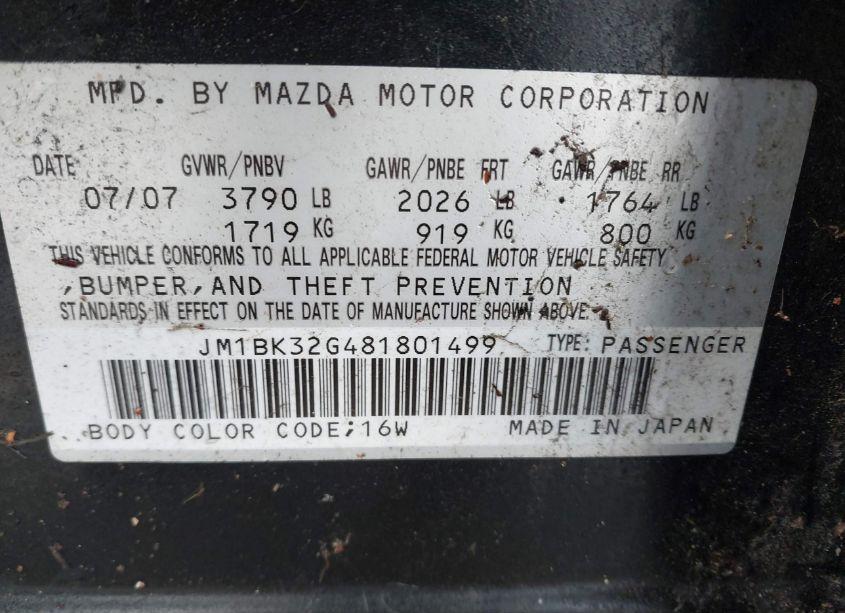 MFD. BY MAZDA MOTOR CORPORATION
DATE GVWR/PNBV GAWR/PNBE FRT GAWR/PNBE RR
07/07 3790 LB 2026 LB 1764 LB
1719 KG 919 KG 800 KG
THIS VEHICLE CONFORMS TO ALL APPLICABLE FEDERAL MOTOR VEHICLE SAFETY
,BUMPER,AND THEFT PREVENTION
STANDARDS IN EFFECT ON THE DATE OF MANUFACTURE SHOWN ABOVE.
JM1BK32G481801499 TYPE: PASSENGER
BODY COLOR CODE;16W MADE IN JAPAN